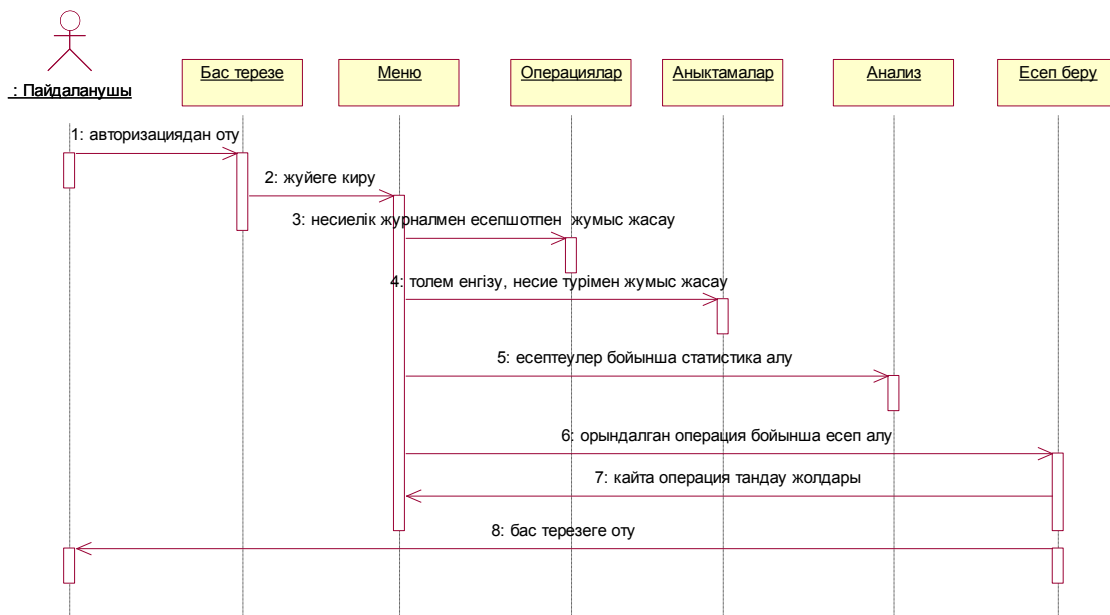 : Пайдаланушы
Бас терезе
Меню
Операциялар
Аныктамалар
Анализ
Есеп беру
1: авторизациядан оту
2: жуйеге киру
3: несиелік журналмен есепшотпен жумыс жасау
4: толем енгізу, несие турімен жумыс жасау
5: есептеулер бойынша статистика алу
6: орындалган операция бойынша есеп алу
7: кайта операция тандау жолдары
8: бас терезеге оту